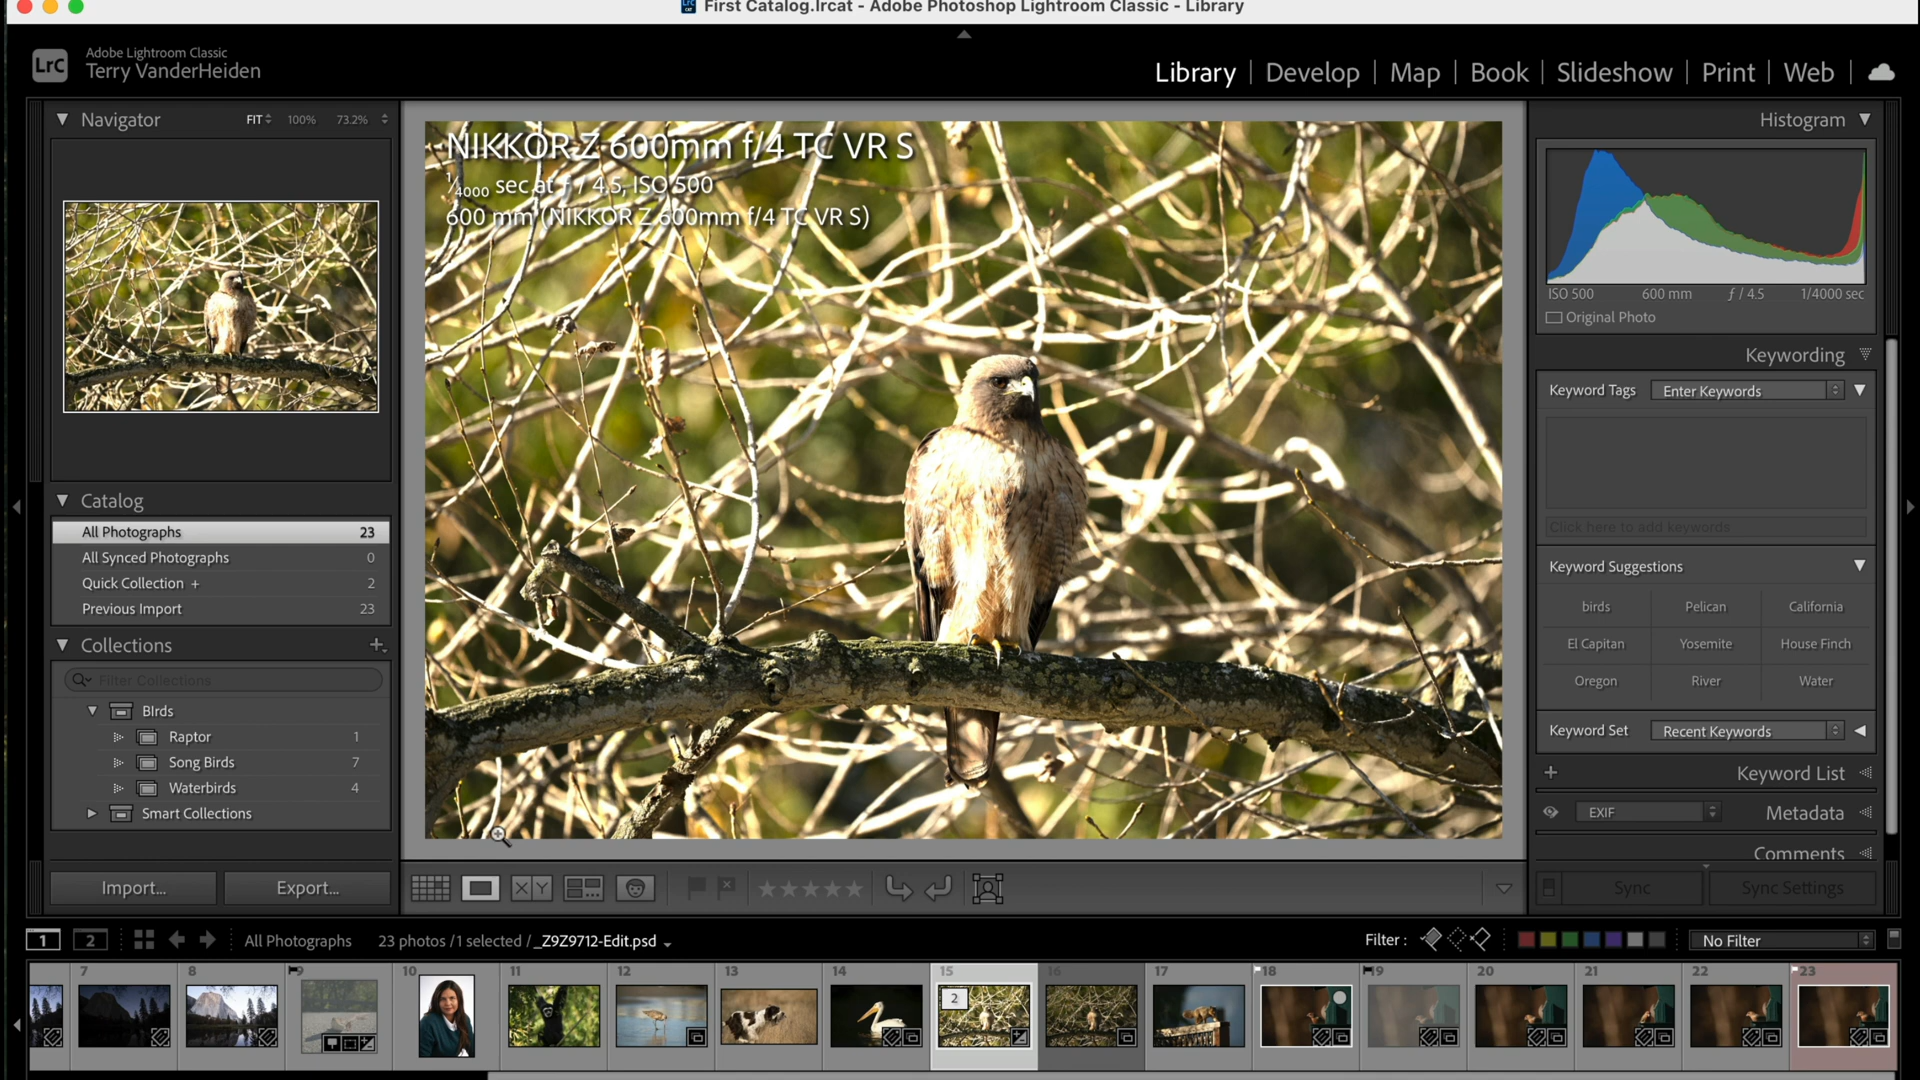 First Catalog.lrcat - Adobe Photoshop Lightroom Classic - Library
LrC
Adobe Lightroom Classic
Terry VanderHeiden
Library | Develop | Map | Book | Slideshow | Print | Web |
Navigator
FIT 100% 73.2%
Catalog
All Photographs 23
All Synced Photographs 0
Quick Collection + 2
Previous Import 23
Collections
Filter Collections
BIrds
Raptor 1
Song Birds 7
Waterbirds 4
Smart Collections
Import...
Export...
NIKKOR Z 600mm f/4 TC VR S
1/4000 sec at ƒ / 4.5, ISO 500
600 mm (NIKKOR Z 600mm f/4 TC VR S)
XY
Histogram
ISO 500 600 mm ƒ / 4.5 1/4000 sec
Original Photo
Keywording
Keyword Tags Enter Keywords
Click here to add keywords
Keyword Suggestions
birds Pelican California
El Capitan Yosemite House Finch
Oregon River Water
Keyword Set Recent Keywords
+ Keyword List
EXIF Metadata
Comments
Sync Sync Settings
1 2 All Photographs 23 photos /1 selected /_Z9Z9712-Edit.psd
Filter : No Filter
7 8 9 10 11 12 13 14 15 16 17 18 19 20 21 22 23
2